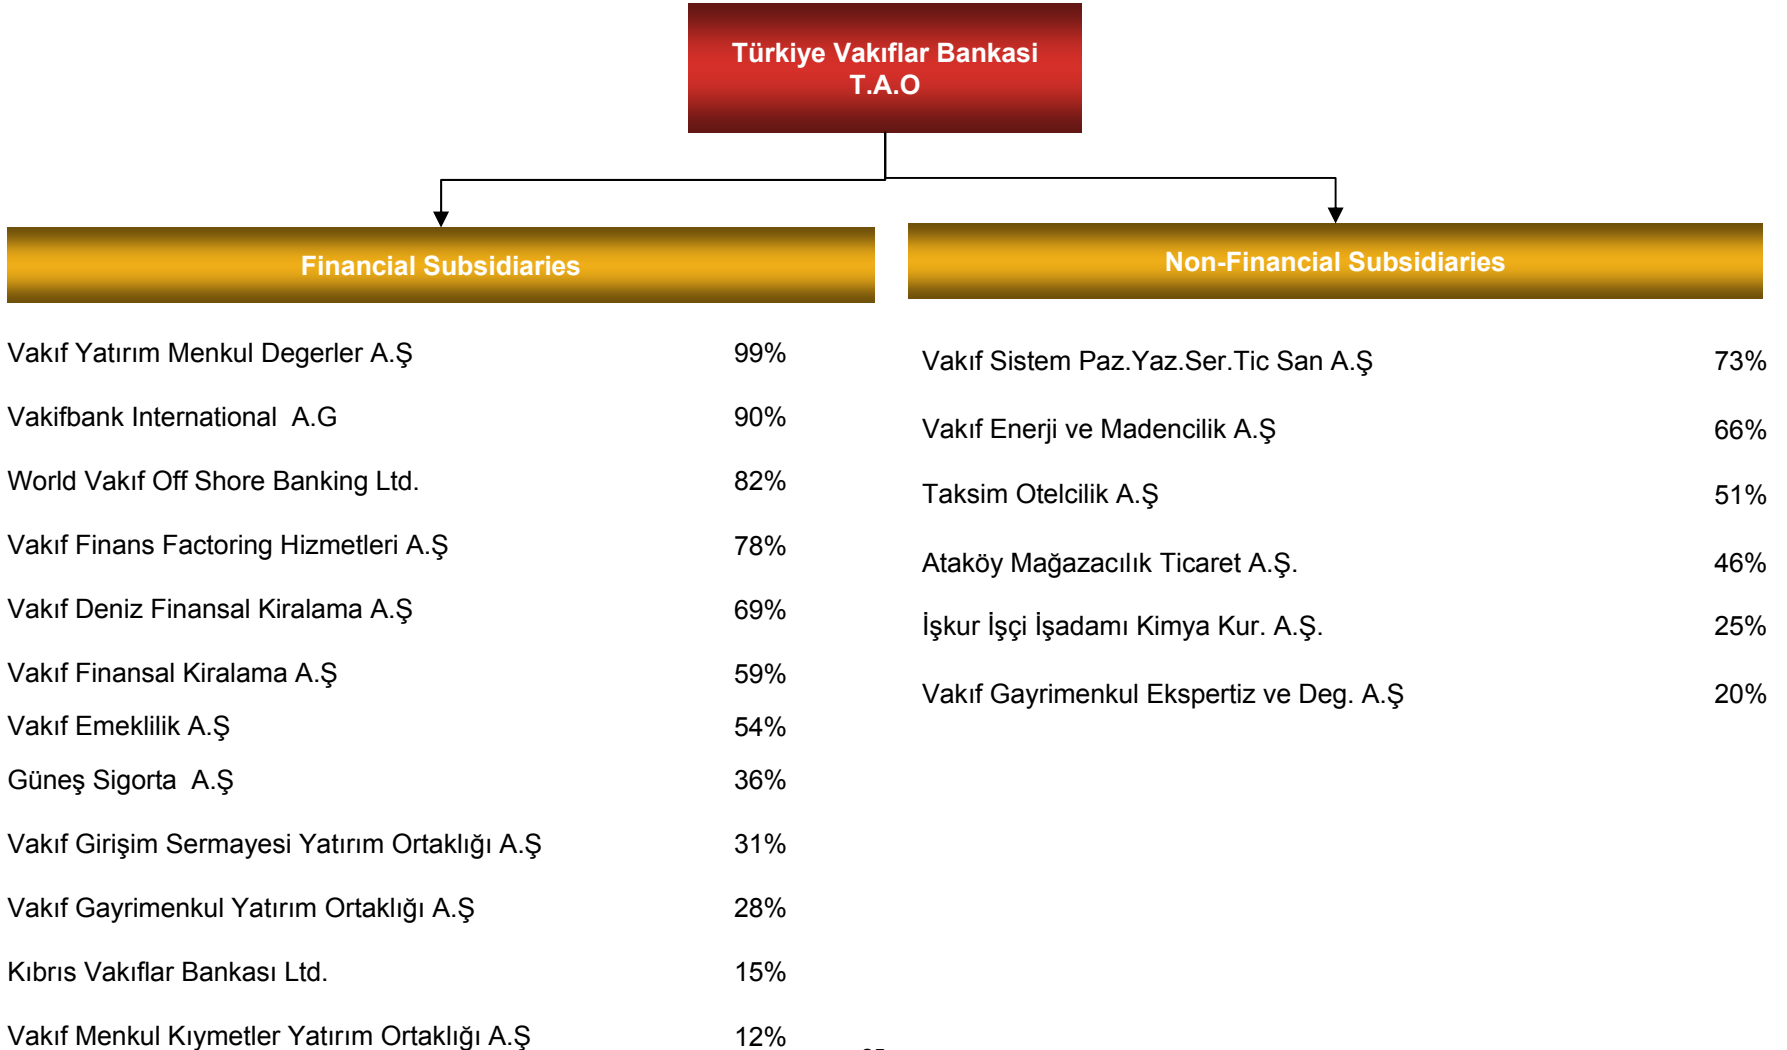 Türkiye Vakıflar Bankasi
T.A.O
Financial Subsidiaries
Vakıf Yatırım Menkul Degerler A.Ş 99%
Vakifbank International A.G 90%
World Vakıf Off Shore Banking Ltd. 82%
Vakıf Finans Factoring Hizmetleri A.Ş 78%
Vakıf Deniz Finansal Kiralama A.Ş 69%
Vakıf Finansal Kiralama A.Ş 59%
Vakıf Emeklilik A.Ş 54%
Güneş Sigorta A.Ş 36%
Vakıf Girişim Sermayesi Yatırım Ortaklığı A.Ş 31%
Vakıf Gayrimenkul Yatırım Ortaklığı A.Ş 28%
Kıbrıs Vakıflar Bankası Ltd. 15%
Vakıf Menkul Kıymetler Yatırım Ortaklığı A.Ş 12%
Non-Financial Subsidiaries
Vakıf Sistem Paz.Yaz.Ser.Tic San A.Ş 73%
Vakıf Enerji ve Madencilik A.Ş 66%
Taksim Otelcilik A.Ş 51%
Ataköy Mağazacılık Ticaret A.Ş. 46%
İşkur İşçi İşadamı Kimya Kur. A.Ş. 25%
Vakıf Gayrimenkul Ekspertiz ve Deg. A.Ş 20%